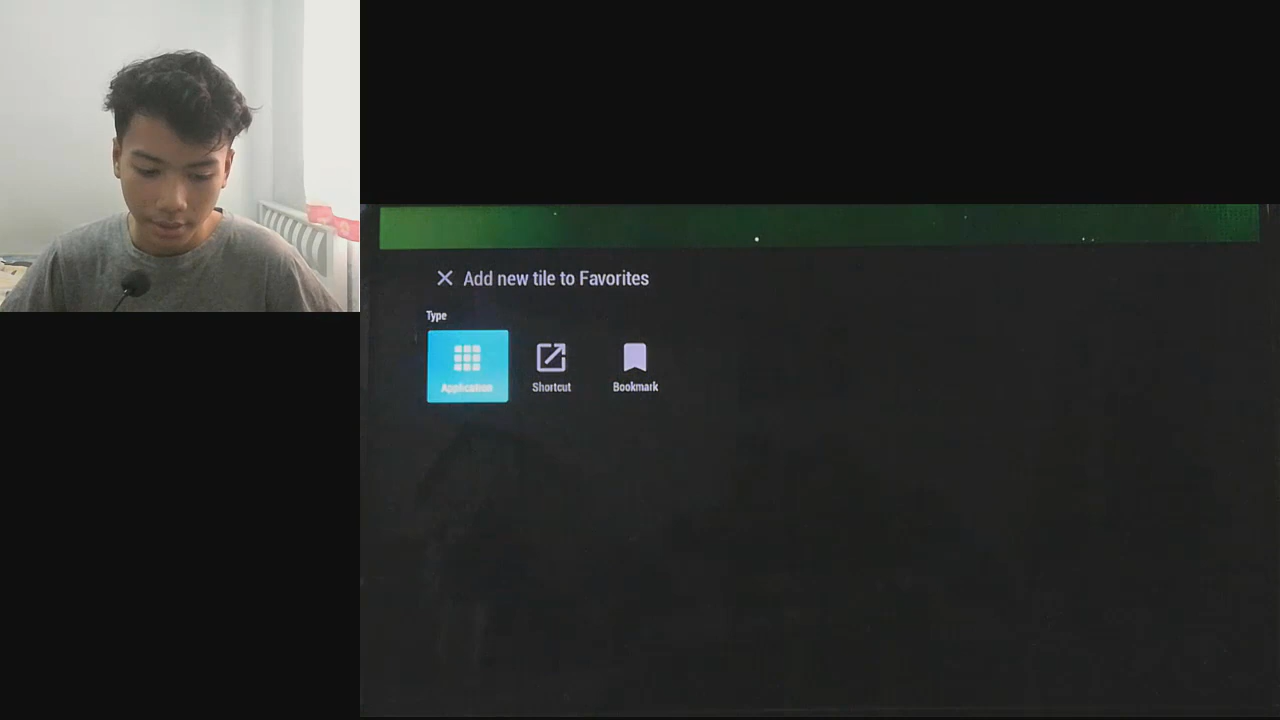 Add new tile to Favorites
Type
Application
Shortcut
Bookmark